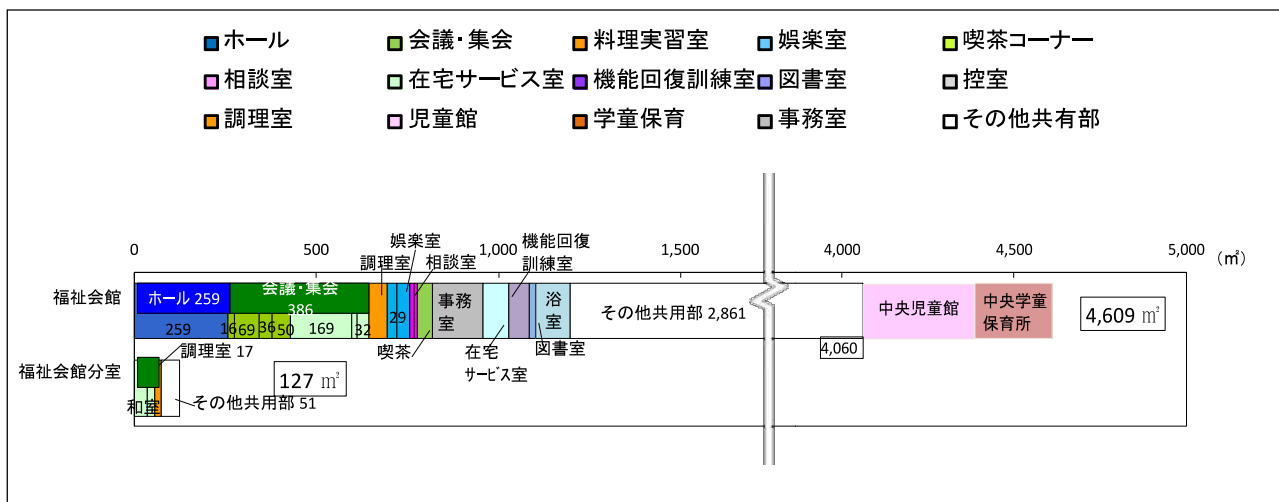 ホール 会議・集会 料理実習室 娯楽室 喫茶コーナー
相談室 在宅サービス室 機能回復訓練室 図書室 控室
調理室 児童館 学童保育 事務室 その他共有部
0 500 1,000 1,500 4,000 4,500 5,000 (㎡)
娯楽室
機能回復
訓練室
調理室
相談室
福祉会館
ホール 259
会議・集会
386
259 16 69 36 50 169 32 29
事務
室
浴
室
その他共用部 2,861
中央児童館
中央学童
保育所
4,609 ㎡
喫茶
在宅
サービス室
図書室
4,060
福祉会館分室
調理室 17
127 ㎡
和室
その他共用部 51